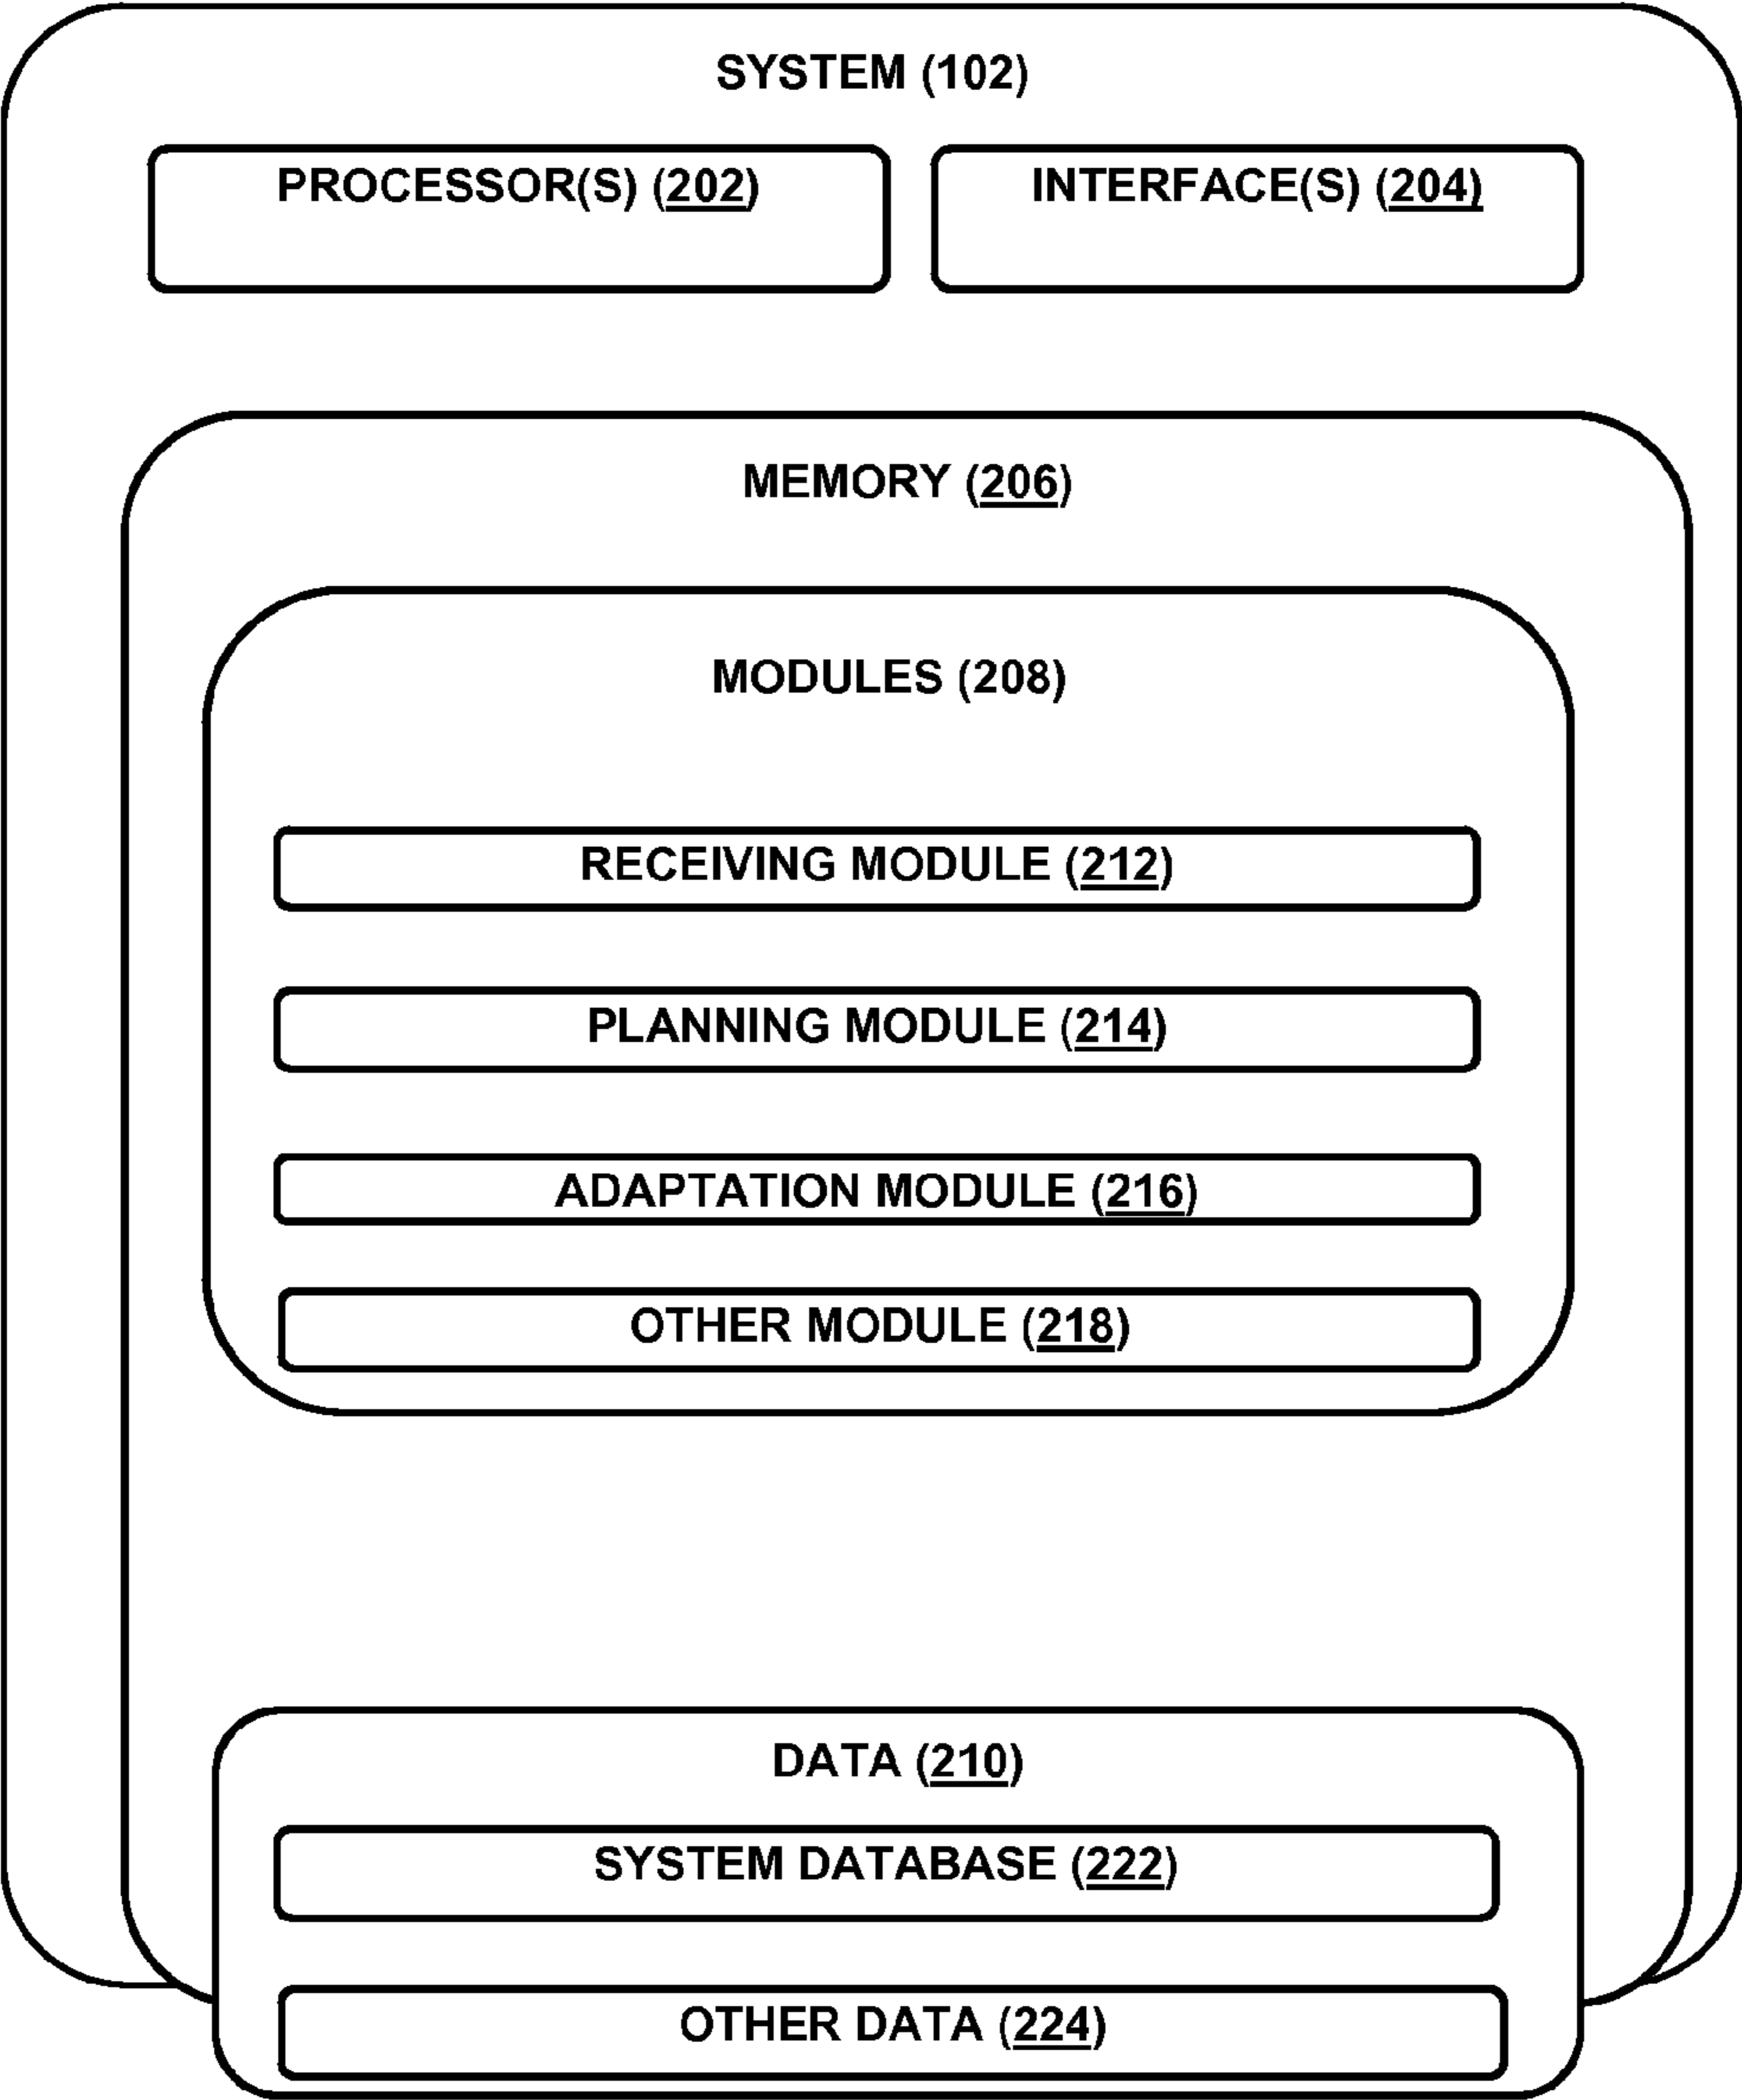 SYSTEM (102)
PROCESSOR(S) (202)
INTERFACE(S) (204)
MEMORY (206)
MODULES (208)
RECEIVING MODULE (212)
PLANNING MODULE (214)
ADAPTATION MODULE (216)
OTHER MODULE (218)
DATA (210)
SYSTEM DATABASE (222)
OTHER DATA (224)